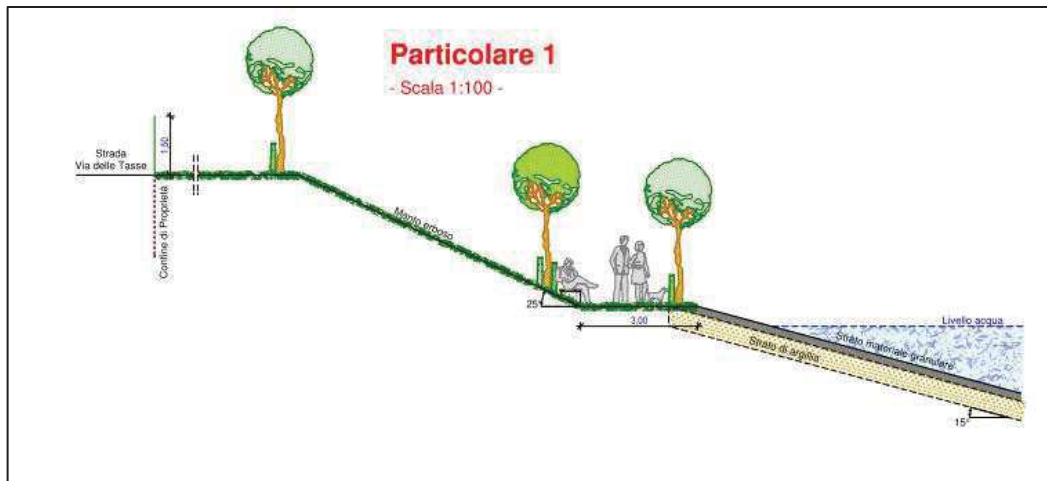 Particolare 1
- Scala 1:100 -
1,50
Strada
Via delle Tasse
Confine di Proprietà
Manto erboso
25°
3,00
Livello acqua
Strato materiale granulare
Strato di argilla
15°